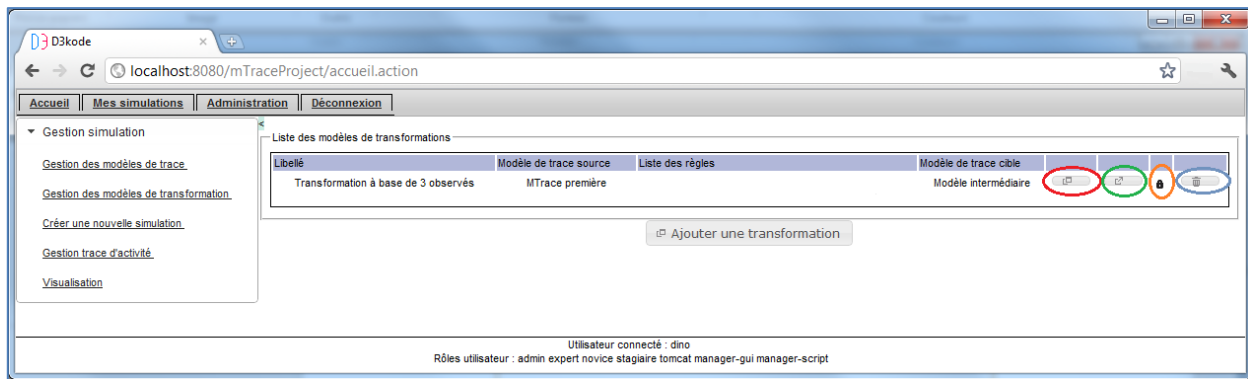 D3kode
localhost:8080/mTraceProject/accueil.action
Accueil Mes simulations Administration Déconnexion
Gestion simulation
Gestion des modèles de trace
Gestion des modèles de transformation
Créer une nouvelle simulation
Gestion trace d'activité
Visualisation
<
Liste des modèles de transformations
Libellé Modèle de trace source Liste des règles Modèle de trace cible
Transformation à base de 3 observés MTrace première Modèle intermédiaire
Ajouter une transformation
Utilisateur connecté : dino
Rôles utilisateur : admin expert novice stagiaire tomcat manager-gui manager-script